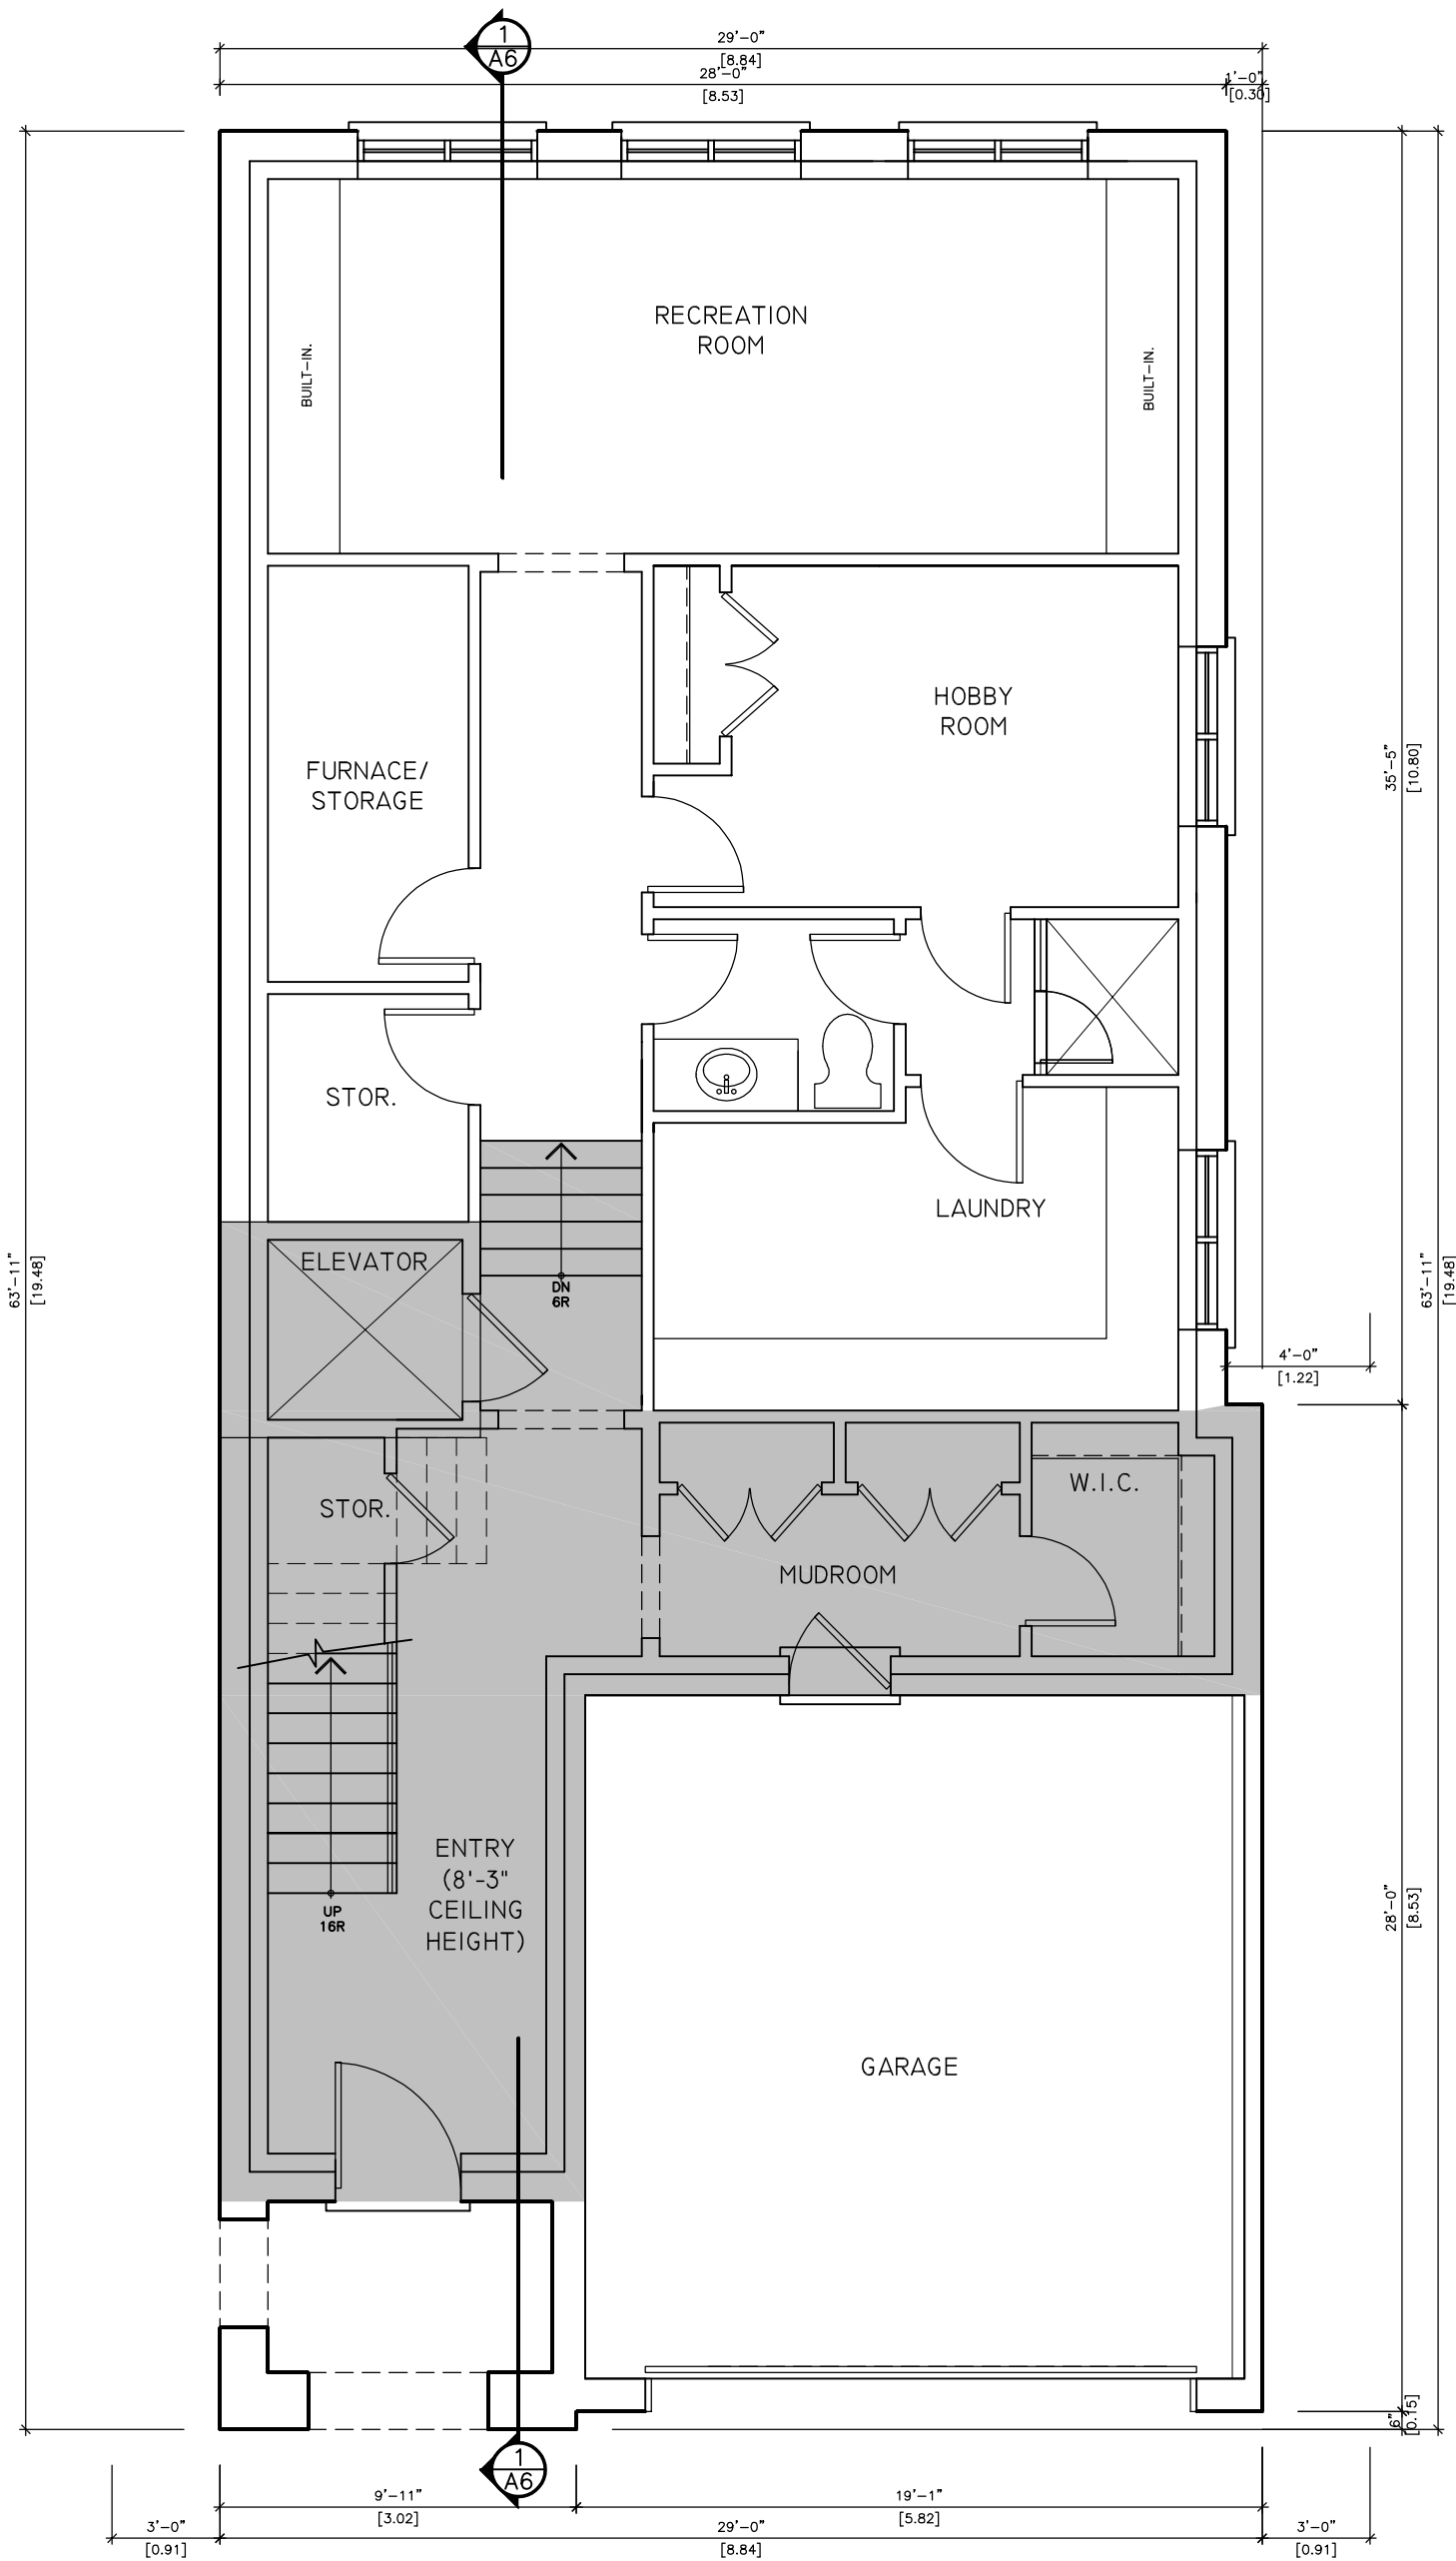 1
A6
29'-0"
[8.84]
28'-0"
[8.53]
1'-0"
[0.30]
RECREATION
ROOM
BUILT-IN.
BUILT-IN.
HOBBY
ROOM
FURNACE/
STORAGE
35'-5"
[10.80]
STOR.
LAUNDRY
ELEVATOR
DN
6R
63'-11"
[19.48]
63'-11"
[19.48]
4'-0"
[1.22]
STOR.
W.I.C.
MUDROOM
ENTRY
(8'-3"
CEILING
HEIGHT)
UP
16R
28'-0"
[8.53]
GARAGE
6"
[0.15]
1
A6
9'-11"
[3.02]
19'-1"
[5.82]
3'-0"
[0.91]
29'-0"
[8.84]
3'-0"
[0.91]